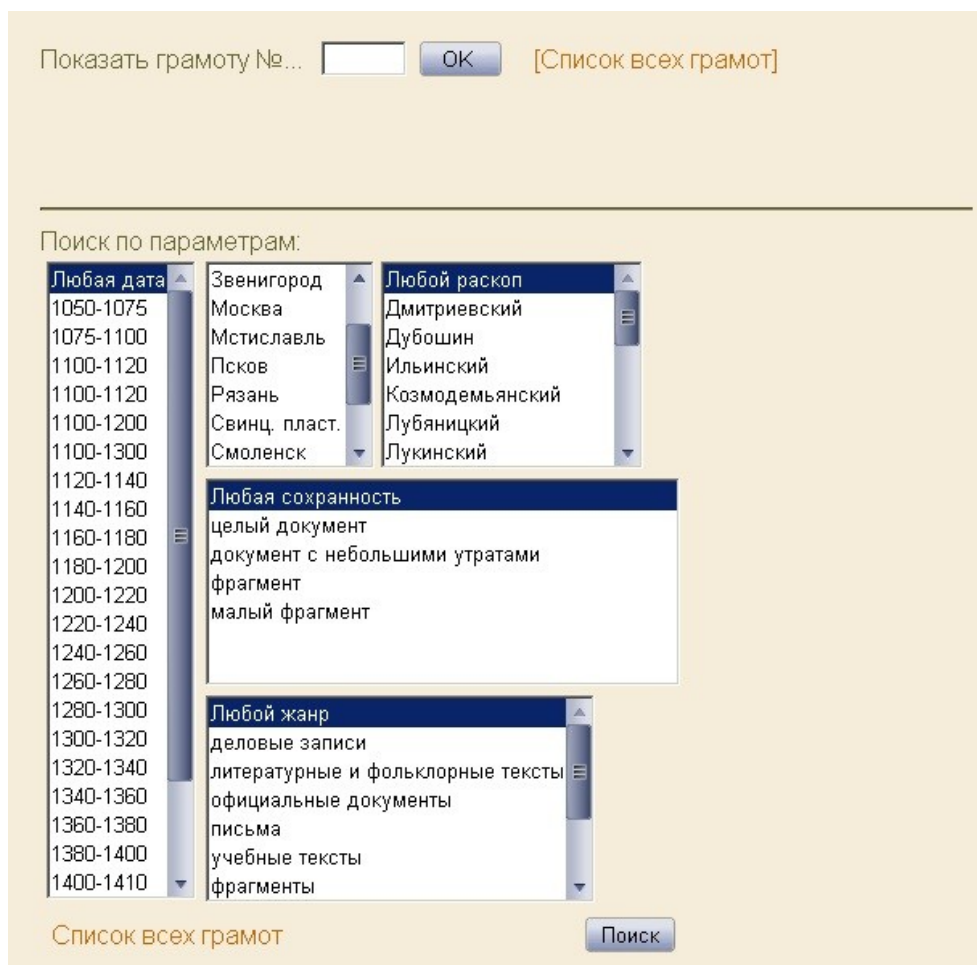 Показать грамоту №... OK [Список всех грамот]
Поиск по параметрам:
Любая дата
1050-1075
1075-1100
1100-1120
1100-1120
1100-1200
1100-1300
1120-1140
1140-1160
1160-1180
1180-1200
1200-1220
1220-1240
1240-1260
1260-1280
1280-1300
1300-1320
1320-1340
1340-1360
1360-1380
1380-1400
1400-1410
Звенигород
Москва
Мстиславль
Псков
Рязань
Свинц. пласт.
Смоленск
Любой раскоп
Дмитриевский
Дубошин
Ильинский
Козмодемьянский
Лубяницкий
Лукинский
Любая сохранность
целый документ
документ с небольшими утратами
фрагмент
малый фрагмент
Любой жанр
деловые записи
литературные и фольклорные тексты
официальные документы
письма
учебные тексты
фрагменты
Список всех грамот
Поиск